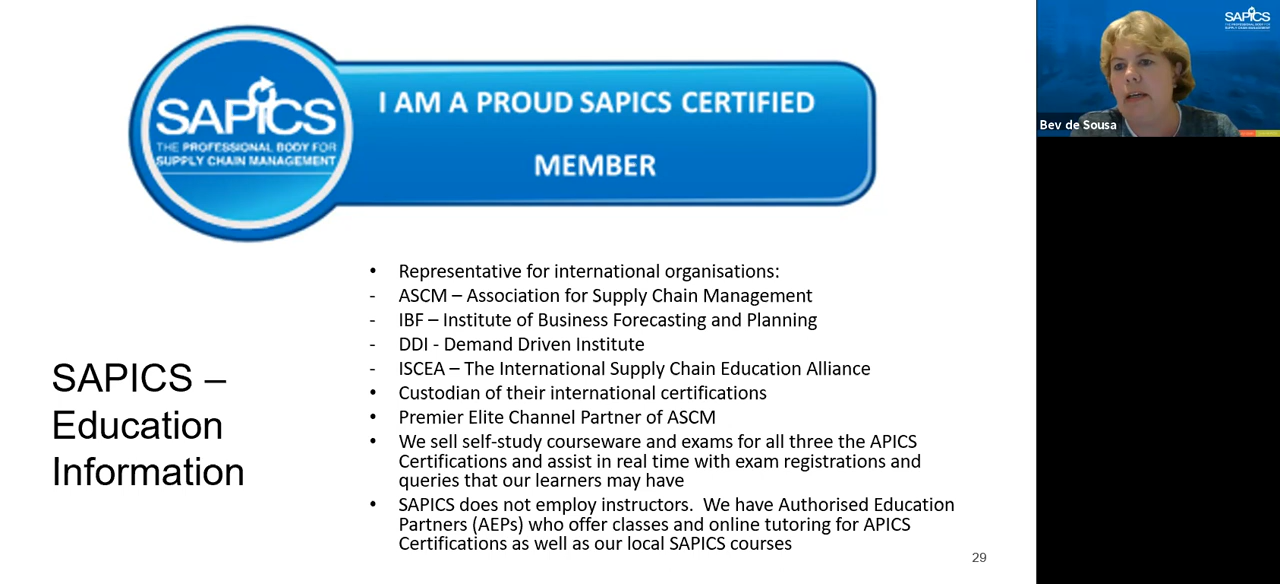 SAPICS
THE PROFESSIONAL BODY FOR
SUPPLY CHAIN MANAGEMENT
I AM A PROUD SAPICS CERTIFIED
MEMBER
SAPICS –
Education
Information
• Representative for international organisations:
- ASCM – Association for Supply Chain Management
- IBF – Institute of Business Forecasting and Planning
- DDI - Demand Driven Institute
- ISCEA – The International Supply Chain Education Alliance
• Custodian of their international certifications
• Premier Elite Channel Partner of ASCM
• We sell self-study courseware and exams for all three the APICS
Certifications and assist in real time with exam registrations and
queries that our learners may have
• SAPICS does not employ instructors.  We have Authorised Education
Partners (AEPs) who offer classes and online tutoring for APICS
Certifications as well as our local SAPICS courses
29
SAPICS
Bev de Sousa